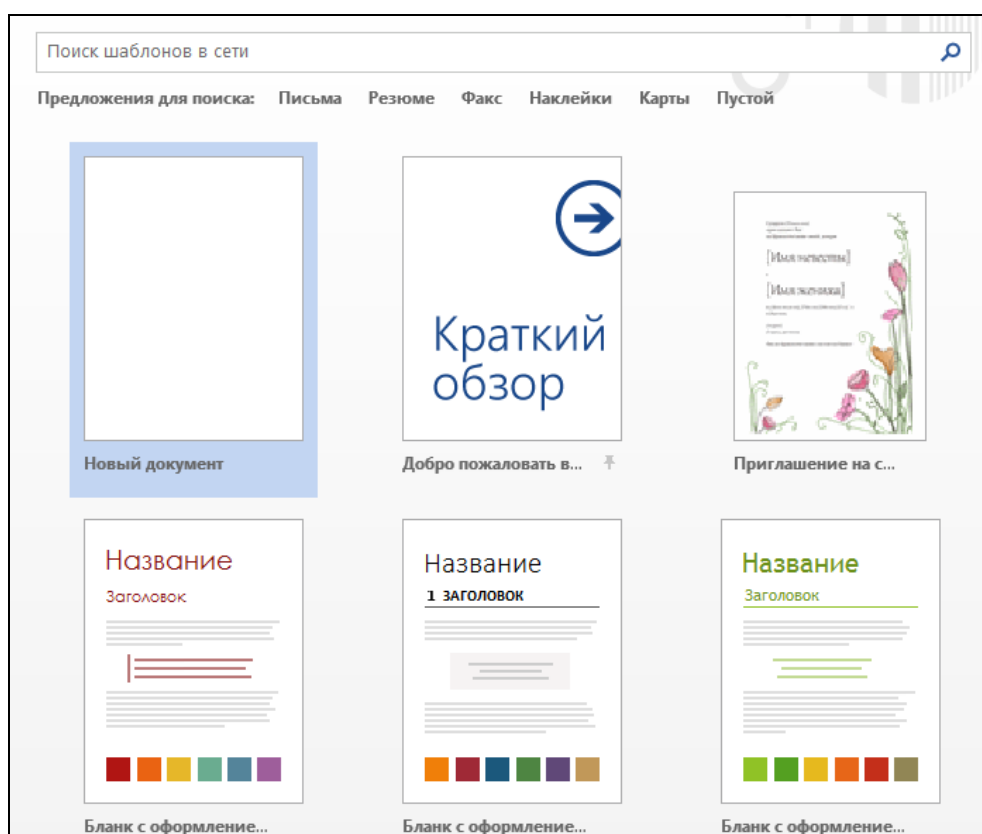 Поиск шаблонов в сети
Предложения для поиска: Письма Резюме Факс Наклейки Карты Пустой
Краткий
обзор
[Имя невесты]
[Имя жениха]
Новый документ
Добро пожаловать в...
Приглашение на с...
Название
Заголовок
Название
1 ЗАГОЛОВОК
Название
Заголовок
Бланк с оформление...
Бланк с оформление...
Бланк с оформление...